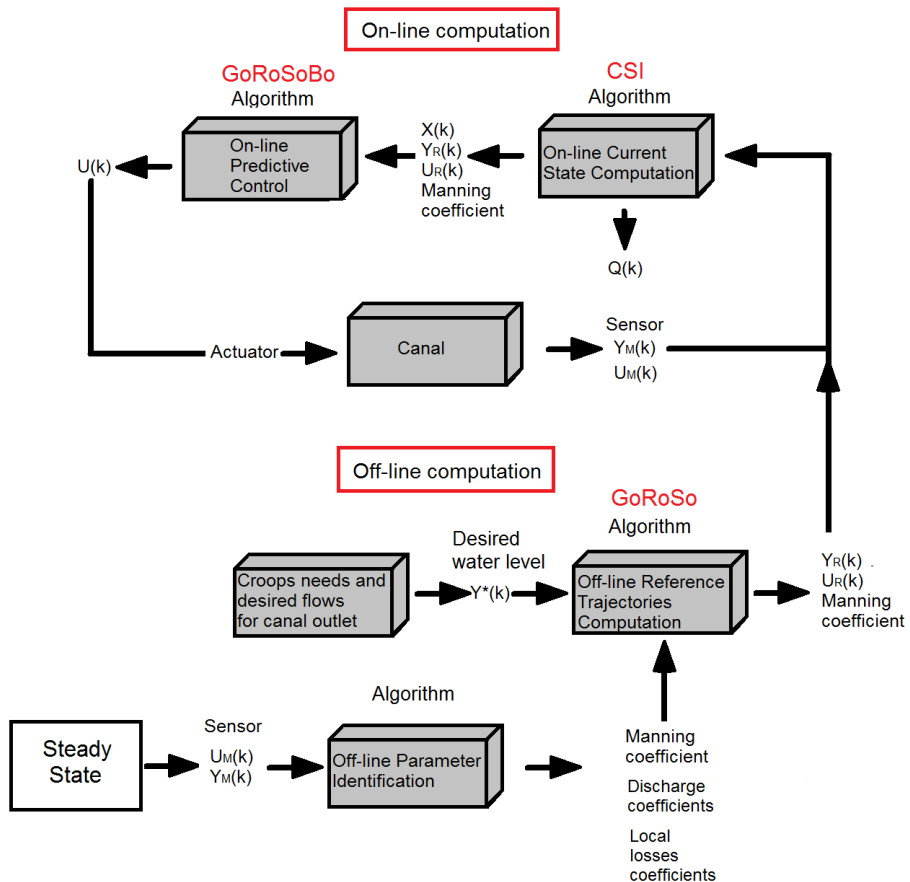 On-line computation
GoRoSoBo
Algorithm
CSI
Algorithm
On-line
Predictive
Control
X(k)
YR(k)
UR(k)
Manning
coefficient
On-line Current
State Computation
U(k)
Q(k)
Actuator
Canal
Sensor
YM(k)
UM(k)
Off-line computation
GoRoSo
Algorithm
Desired
water level
Y*(k)
Croops needs and
desired flows
for canal outlet
Off-line Reference
Trajectories
Computation
YR(k) .
UR(k)
Manning
coefficient
Algorithm
Steady
State
Sensor
UM(k)
YM(k)
Off-line Parameter
Identification
Manning
coefficient
Discharge
coefficients
Local
losses
coefficients